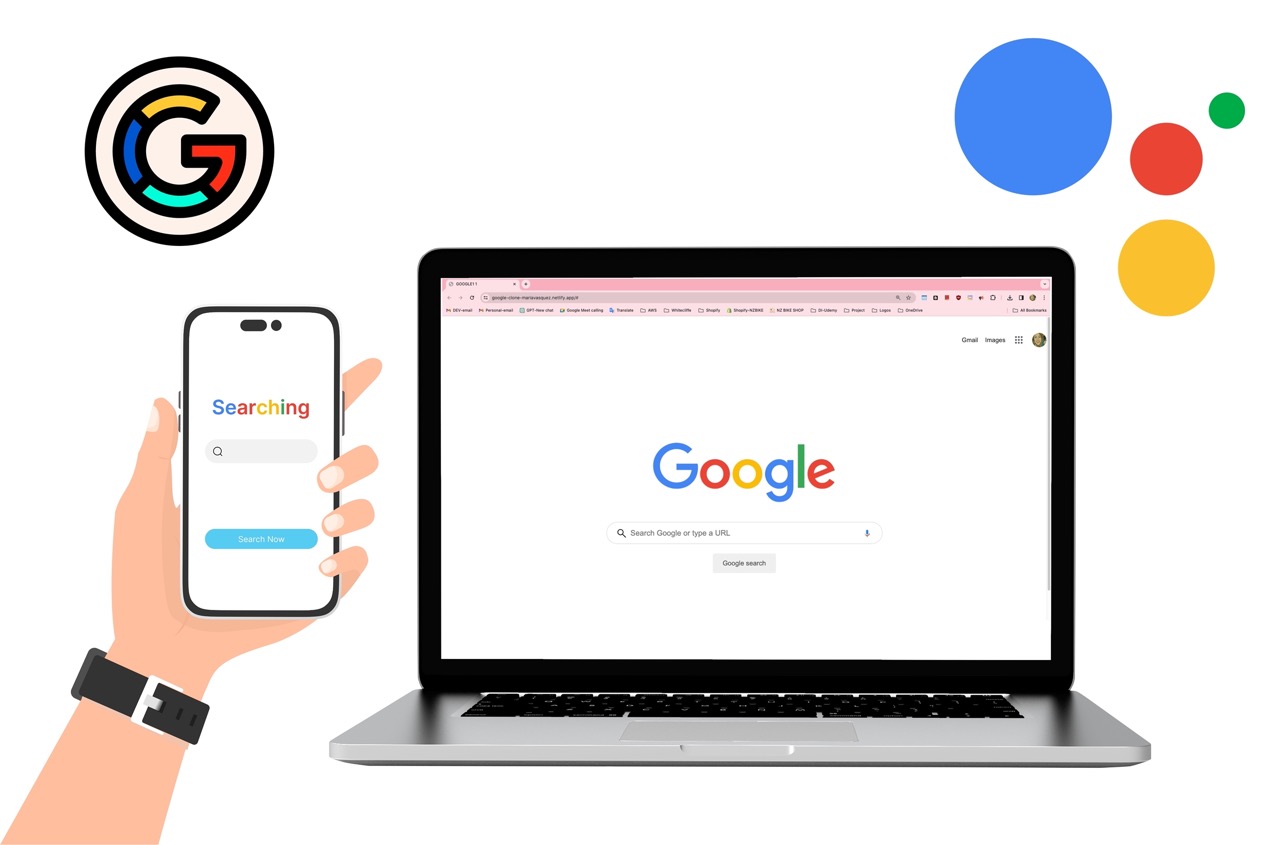 GOOGLE1 1
google-clone-mariavasquez.netlify.app/#
DEV-email Personal-email GPT-New chat Google Meet calling Translate AWS Whitecliffe Shopify Shopify-NZBIKE NZ BIKE SHOP DI-Udemy Project Logos OneDrive All Bookmarks
Gmail Images
Google
Search Google or type a URL
Google search
Searching
Search Now
G